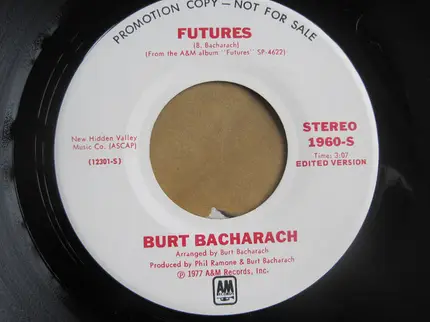 PROMOTION COPY — NOT FOR SALE
FUTURES
(B. Bacharach)
(From the A&M album "Futures" SP-4622)
New Hidden Valley
Music Co. (ASCAP)
(12301-S)
STEREO
1960-S
Time: 3:07
EDITED VERSION
BURT BACHARACH
Arranged by Burt Bacharach
Produced by Phil Ramone & Burt Bacharach
℗ 1977 A&M Records, Inc.
AM